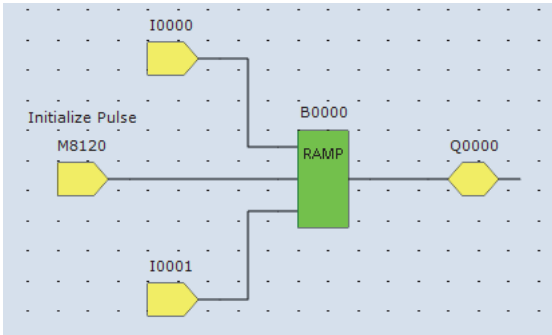 I0000
Initialize Pulse
B0000
M8120
RAMP
Q0000
I0001